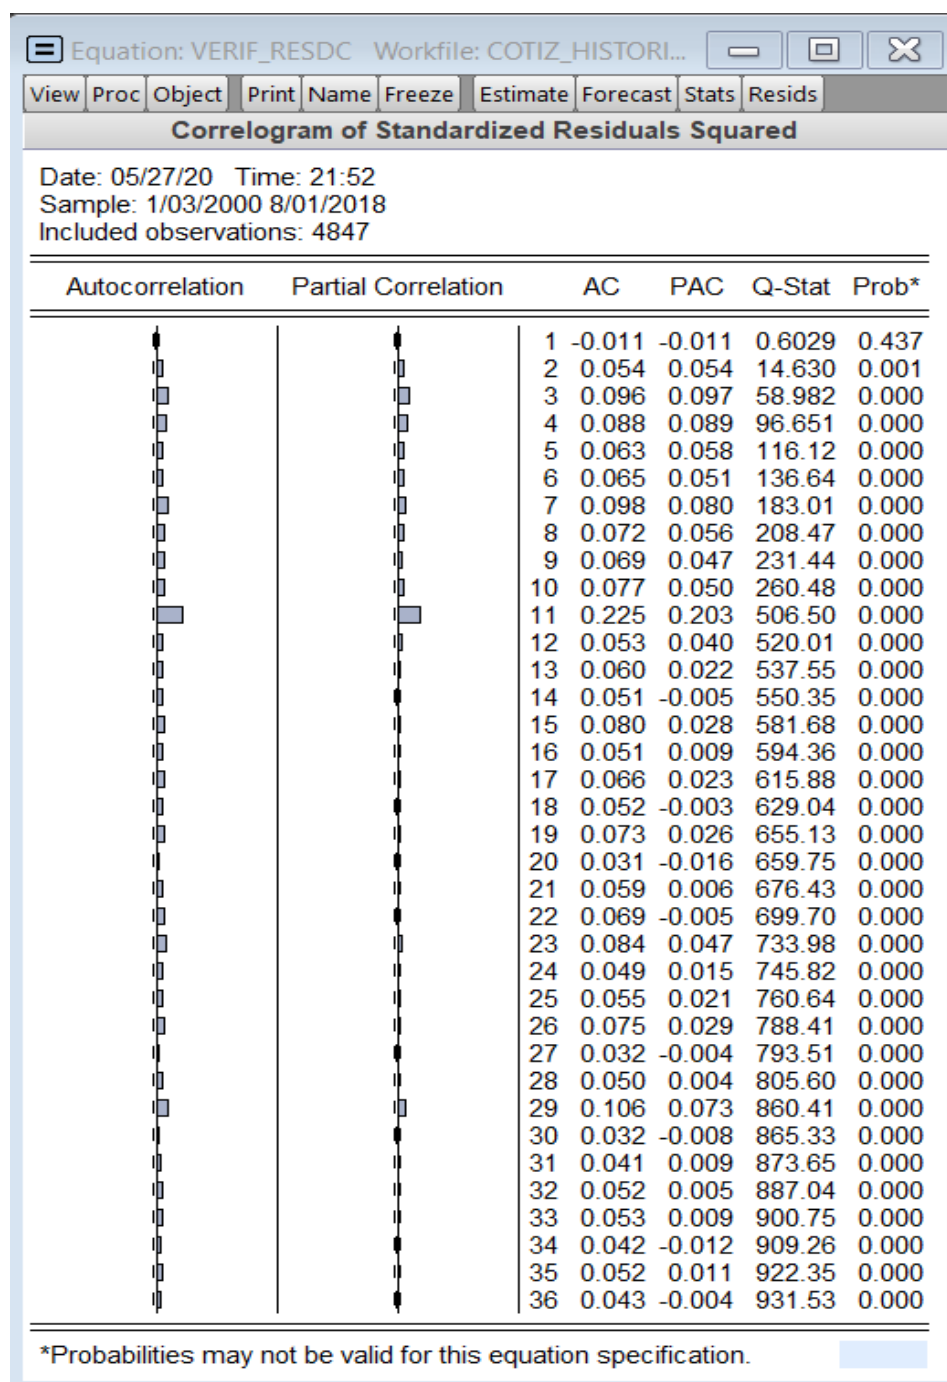 Equation: VERIF_RESDC Workfile: COTIZ_HISTORI...
View Proc Object Print Name Freeze Estimate Forecast Stats Resids
Correlogram of Standardized Residuals Squared
Date: 05/27/20 Time: 21:52
Sample: 1/03/2000 8/01/2018
Included observations: 4847
Autocorrelation Partial Correlation AC PAC Q-Stat Prob*
1 -0.011 -0.011 0.6029 0.437
2 0.054 0.054 14.630 0.001
3 0.096 0.097 58.982 0.000
4 0.088 0.089 96.651 0.000
5 0.063 0.058 116.12 0.000
6 0.065 0.051 136.64 0.000
7 0.098 0.080 183.01 0.000
8 0.072 0.056 208.47 0.000
9 0.069 0.047 231.44 0.000
10 0.077 0.050 260.48 0.000
11 0.225 0.203 506.50 0.000
12 0.053 0.040 520.01 0.000
13 0.060 0.022 537.55 0.000
14 0.051 -0.005 550.35 0.000
15 0.080 0.028 581.68 0.000
16 0.051 0.009 594.36 0.000
17 0.066 0.023 615.88 0.000
18 0.052 -0.003 629.04 0.000
19 0.073 0.026 655.13 0.000
20 0.031 -0.016 659.75 0.000
21 0.059 0.006 676.43 0.000
22 0.069 -0.005 699.70 0.000
23 0.084 0.047 733.98 0.000
24 0.049 0.015 745.82 0.000
25 0.055 0.021 760.64 0.000
26 0.075 0.029 788.41 0.000
27 0.032 -0.004 793.51 0.000
28 0.050 0.004 805.60 0.000
29 0.106 0.073 860.41 0.000
30 0.032 -0.008 865.33 0.000
31 0.041 0.009 873.65 0.000
32 0.052 0.005 887.04 0.000
33 0.053 0.009 900.75 0.000
34 0.042 -0.012 909.26 0.000
35 0.052 0.011 922.35 0.000
36 0.043 -0.004 931.53 0.000
*Probabilities may not be valid for this equation specification.